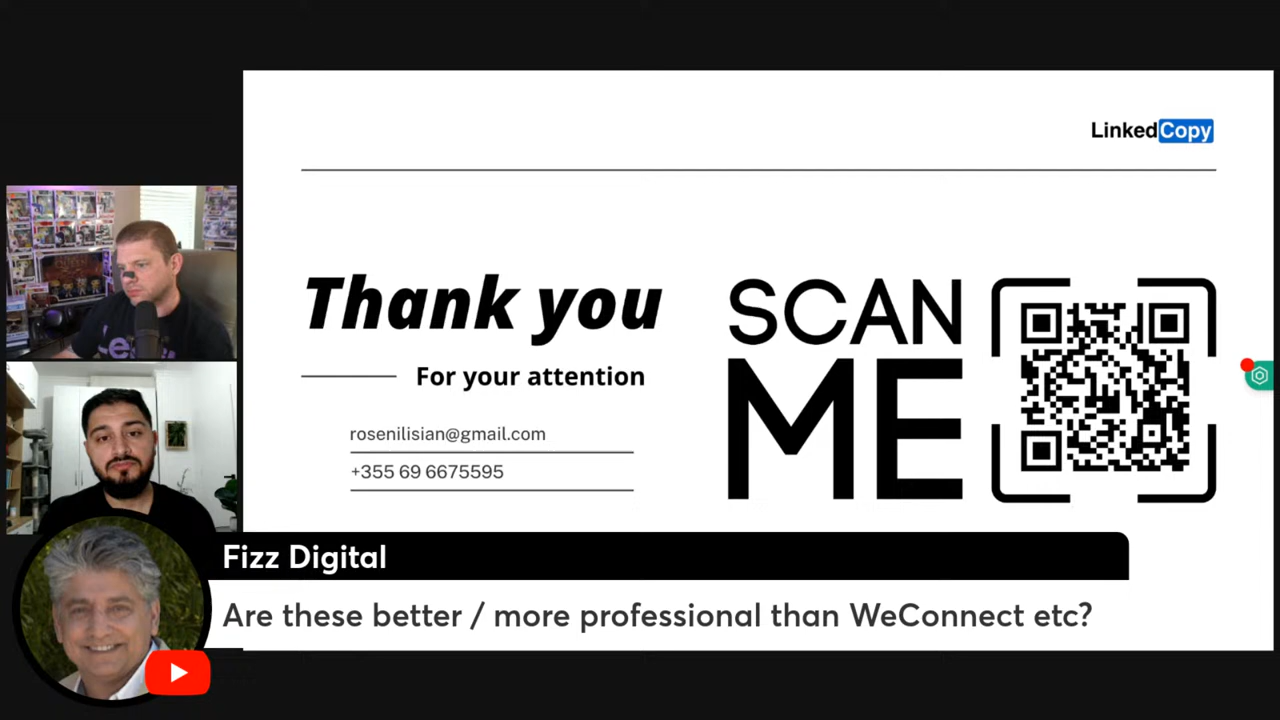 LinkedCopy
Thank you
For your attention
rosenilisian@gmail.com
+355 69 6675595
SCAN
ME
Fizz Digital
Are these better / more professional than WeConnect etc?